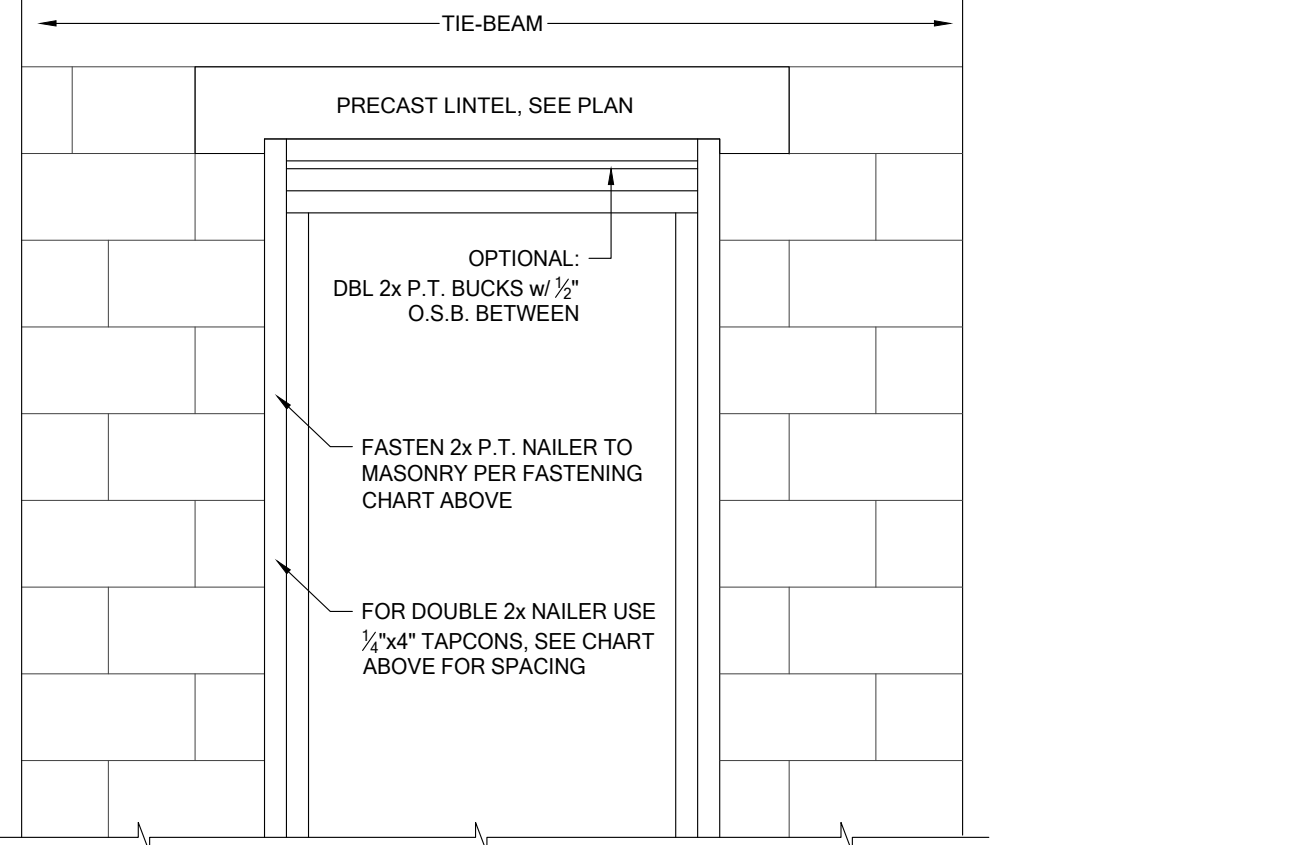 TIE-BEAM
PRECAST LINTEL, SEE PLAN
OPTIONAL:
DBL 2x P.T. BUCKS w/ ½"
O.S.B. BETWEEN
FASTEN 2x P.T. NAILER TO
MASONRY PER FASTENING
CHART ABOVE
FOR DOUBLE 2x NAILER USE
¼"x4" TAPCONS, SEE CHART
ABOVE FOR SPACING